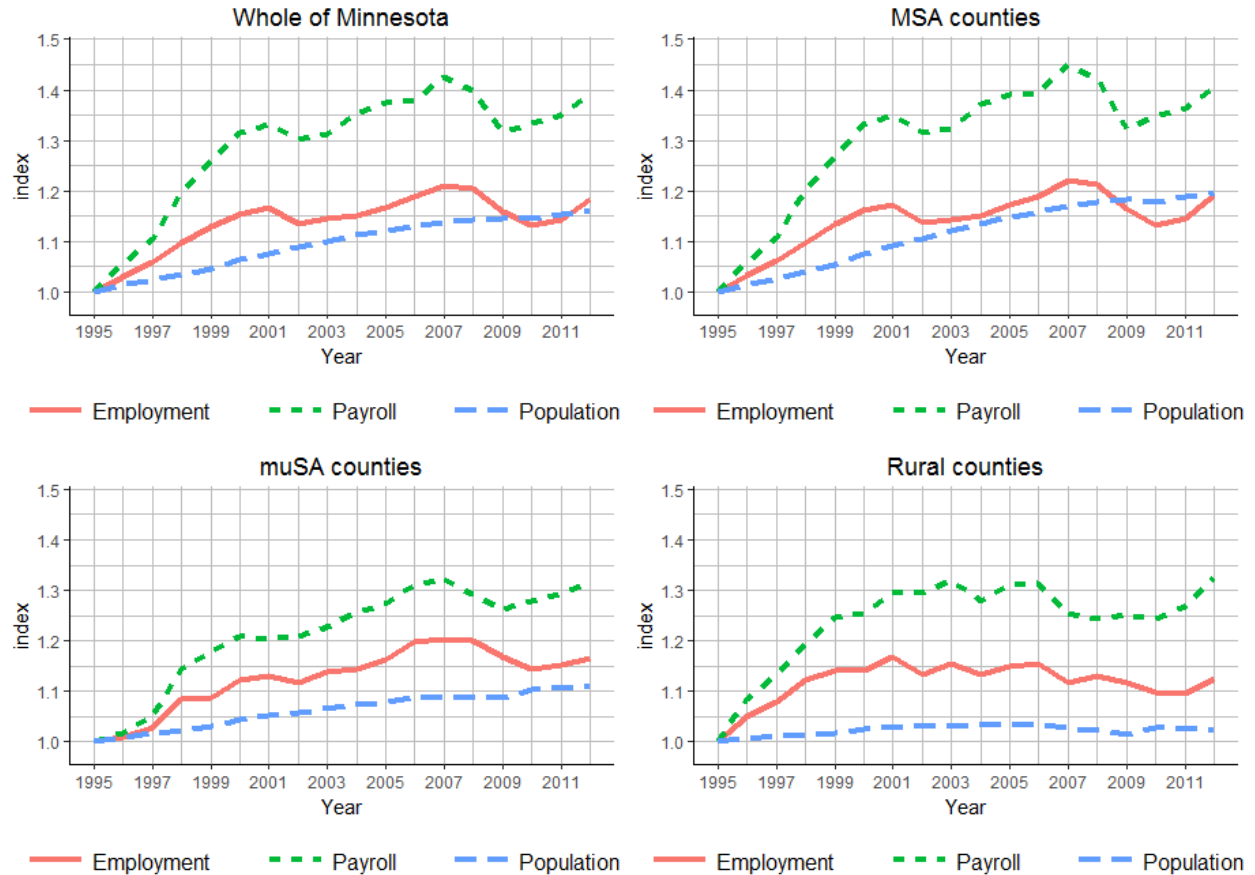 Whole of Minnesota
1.5
1.4
1.3
1.2
1.1
1.0
index
1995 1997 1999 2001 2003 2005 2007 2009 2011
Year
Employment Payroll Population
MSA counties
1.5
1.4
1.3
1.2
1.1
1.0
index
1995 1997 1999 2001 2003 2005 2007 2009 2011
Year
Employment Payroll Population
muSA counties
1.5
1.4
1.3
1.2
1.1
1.0
index
1995 1997 1999 2001 2003 2005 2007 2009 2011
Year
Employment Payroll Population
Rural counties
1.5
1.4
1.3
1.2
1.1
1.0
index
1995 1997 1999 2001 2003 2005 2007 2009 2011
Year
Employment Payroll Population